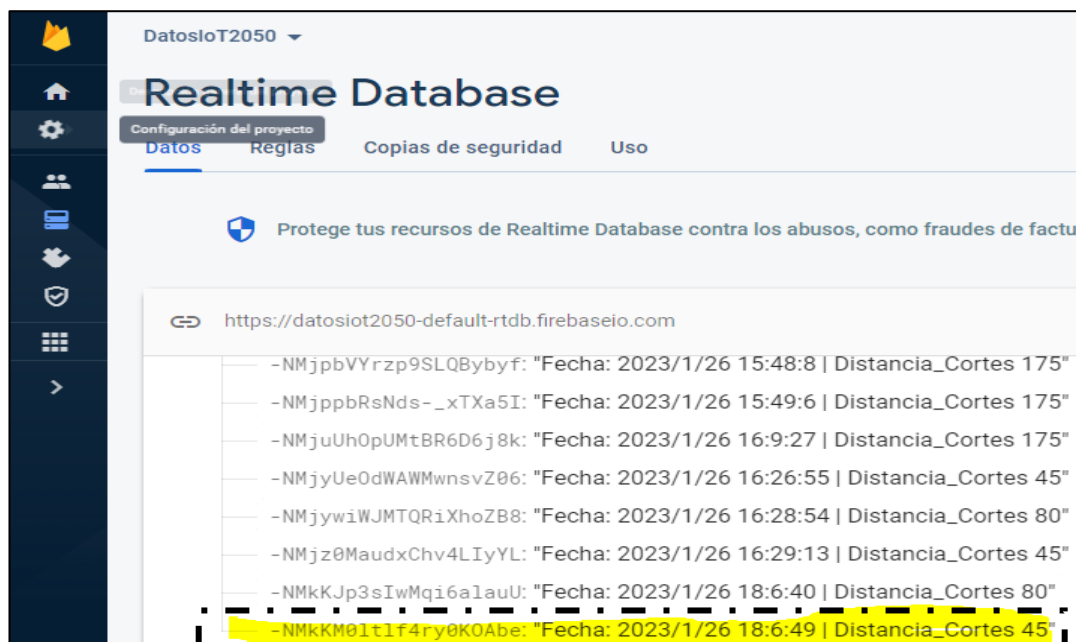 DatosIoT2050
Realtime Database
Configuración del proyecto
Datos Reglas Copias de seguridad Uso
Protege tus recursos de Realtime Database contra los abusos, como fraudes de factu
https://datosiot2050-default-rtdb.firebaseio.com
-NMjpbVYrzp9SLQBybyf: "Fecha: 2023/1/26 15:48:8 | Distancia_Cortes 175"
-NMjppbRsNds-_xTXa5I: "Fecha: 2023/1/26 15:49:6 | Distancia_Cortes 175"
-NMjuUhOpUMtBR6D6j8k: "Fecha: 2023/1/26 16:9:27 | Distancia_Cortes 175"
-NMjyUeOdWAWMwnsvZ06: "Fecha: 2023/1/26 16:26:55 | Distancia_Cortes 45"
-NMjywiWJMTQRiXhoZB8: "Fecha: 2023/1/26 16:28:54 | Distancia_Cortes 80"
-NMjz0MaudxChv4LIyYL: "Fecha: 2023/1/26 16:29:13 | Distancia_Cortes 45"
-NMkKJp3sIwMqi6alauU: "Fecha: 2023/1/26 18:6:40 | Distancia_Cortes 80"
-NMkKM0ltlf4ry0KOAbe: "Fecha: 2023/1/26 18:6:49 | Distancia_Cortes 45"